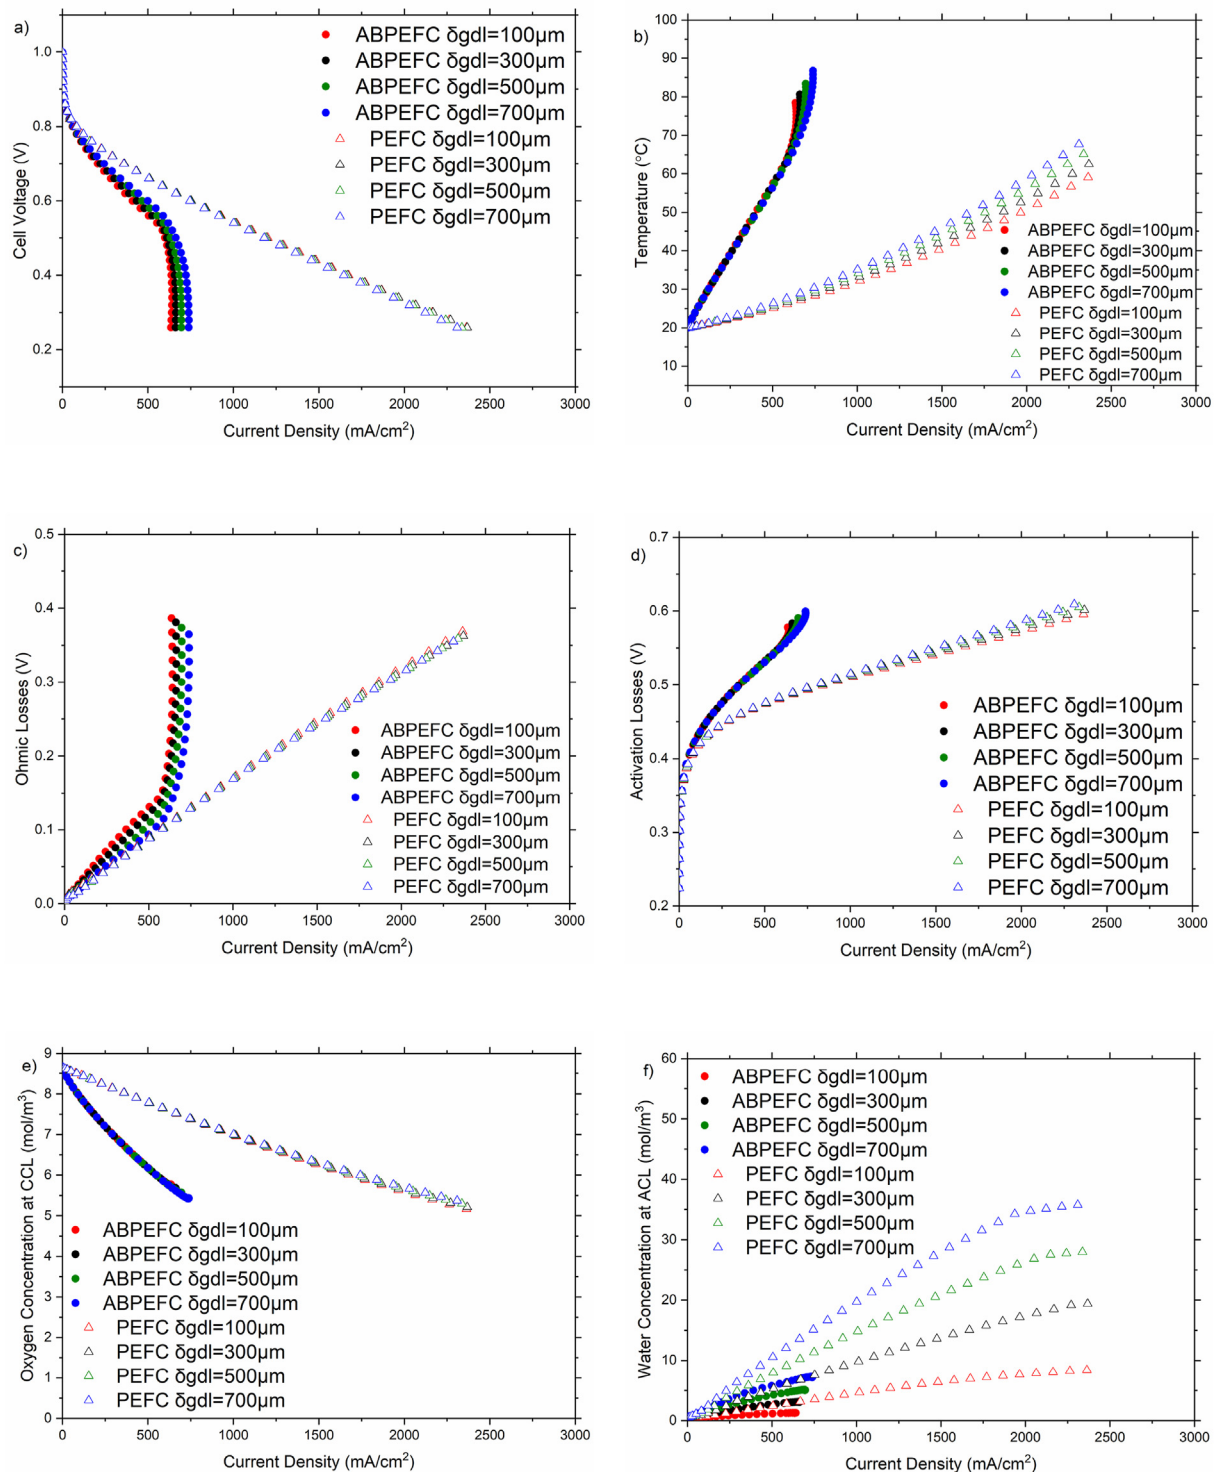 a)
ABPEFC δgdl=100μm
ABPEFC δgdl=300μm
ABPEFC δgdl=500μm
ABPEFC δgdl=700μm
PEFC δgdl=100μm
PEFC δgdl=300μm
PEFC δgdl=500μm
PEFC δgdl=700μm
Cell Voltage (V)
1.0
0.8
0.6
0.4
0.2
0 500 1000 1500 2000 2500 3000
Current Density (mA/cm²)
b)
Temperature (°C)
100
90
80
70
60
50
40
30
20
10
ABPEFC δgdl=100μm
ABPEFC δgdl=300μm
ABPEFC δgdl=500μm
ABPEFC δgdl=700μm
PEFC δgdl=100μm
PEFC δgdl=300μm
PEFC δgdl=500μm
PEFC δgdl=700μm
0 500 1000 1500 2000 2500 3000
Current Density (mA/cm²)
c)
Ohmic Losses (V)
0.5
0.4
0.3
0.2
0.1
0.0
ABPEFC δgdl=100μm
ABPEFC δgdl=300μm
ABPEFC δgdl=500μm
ABPEFC δgdl=700μm
PEFC δgdl=100μm
PEFC δgdl=300μm
PEFC δgdl=500μm
PEFC δgdl=700μm
0 500 1000 1500 2000 2500 3000
Current Density (mA/cm²)
d)
Activation Losses (V)
0.7
0.6
0.5
0.4
0.3
0.2
ABPEFC δgdl=100μm
ABPEFC δgdl=300μm
ABPEFC δgdl=500μm
ABPEFC δgdl=700μm
PEFC δgdl=100μm
PEFC δgdl=300μm
PEFC δgdl=500μm
PEFC δgdl=700μm
0 500 1000 1500 2000 2500 3000
Current Density (mA/cm²)
e)
Oxygen Concentration at CCL (mol/m³)
9
8
7
6
5
4
3
2
1
0
ABPEFC δgdl=100μm
ABPEFC δgdl=300μm
ABPEFC δgdl=500μm
ABPEFC δgdl=700μm
PEFC δgdl=100μm
PEFC δgdl=300μm
PEFC δgdl=500μm
PEFC δgdl=700μm
0 500 1000 1500 2000 2500 3000
Current Density (mA/cm²)
f)
Water Concentration at ACL (mol/m³)
60
50
40
30
20
10
0
ABPEFC δgdl=100μm
ABPEFC δgdl=300μm
ABPEFC δgdl=500μm
ABPEFC δgdl=700μm
PEFC δgdl=100μm
PEFC δgdl=300μm
PEFC δgdl=500μm
PEFC δgdl=700μm
0 500 1000 1500 2000 2500 3000
Current Density (mA/cm²)